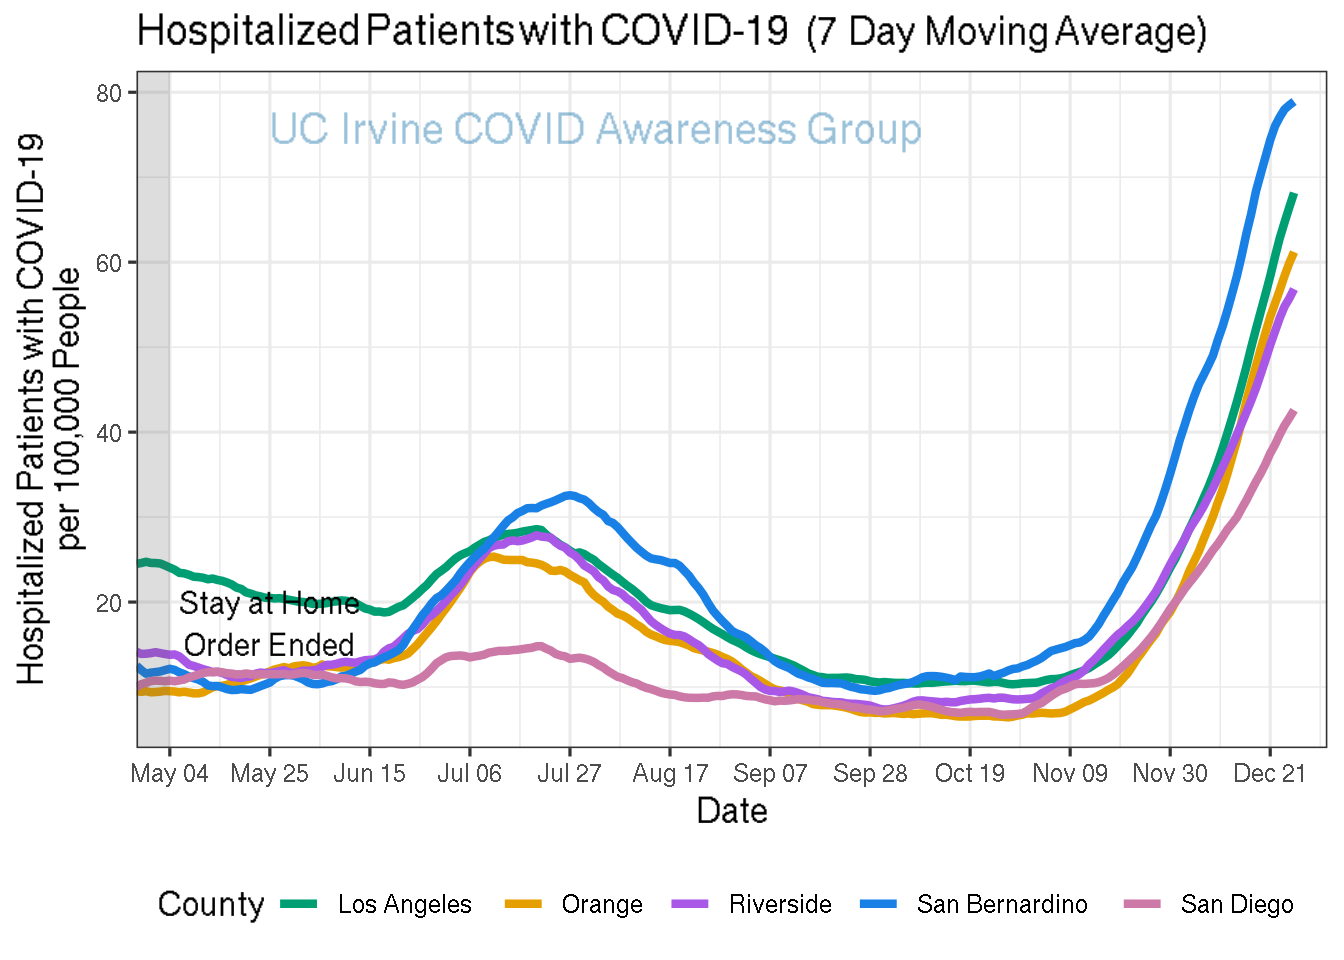 Hospitalized Patients with COVID-19 (7 Day Moving Average)
UC Irvine COVID Awareness Group
Hospitalized Patients with COVID-19
per 100,000 People
80
60
40
20
Stay at Home
Order Ended
May 04 May 25 Jun 15 Jul 06 Jul 27 Aug 17 Sep 07 Sep 28 Oct 19 Nov 09 Nov 30 Dec 21
Date
County Los Angeles Orange Riverside San Bernardino San Diego